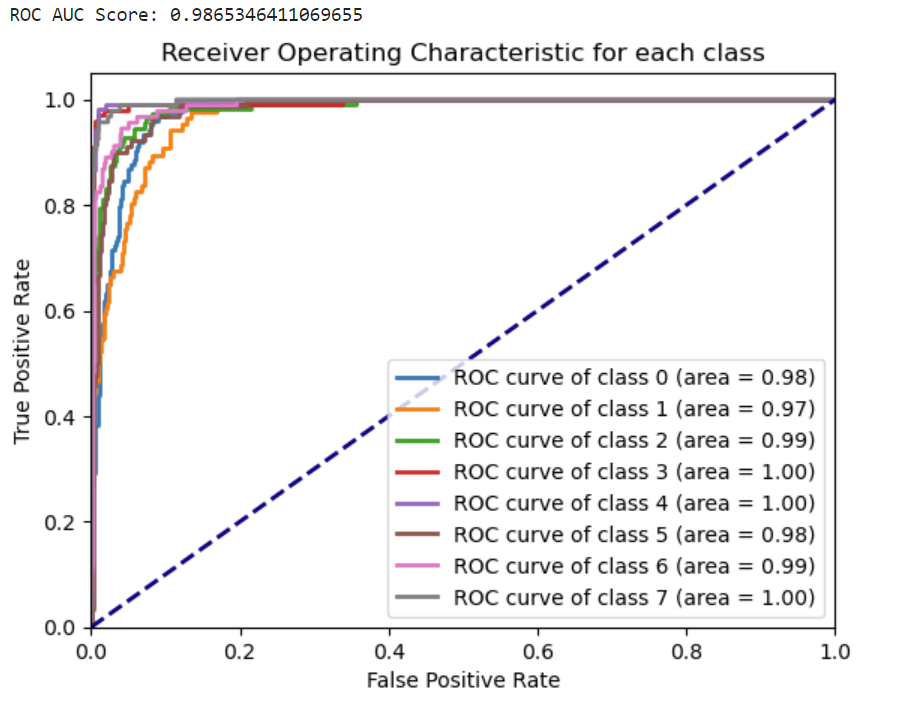 ROC AUC Score: 0.9865346411069655
Receiver Operating Characteristic for each class
1.0
0.8
0.6
0.4
0.2
0.0
True Positive Rate
ROC curve of class 0 (area = 0.98)
ROC curve of class 1 (area = 0.97)
ROC curve of class 2 (area = 0.99)
ROC curve of class 3 (area = 1.00)
ROC curve of class 4 (area = 1.00)
ROC curve of class 5 (area = 0.98)
ROC curve of class 6 (area = 0.99)
ROC curve of class 7 (area = 1.00)
0.0 0.2 0.4 0.6 0.8 1.0
False Positive Rate